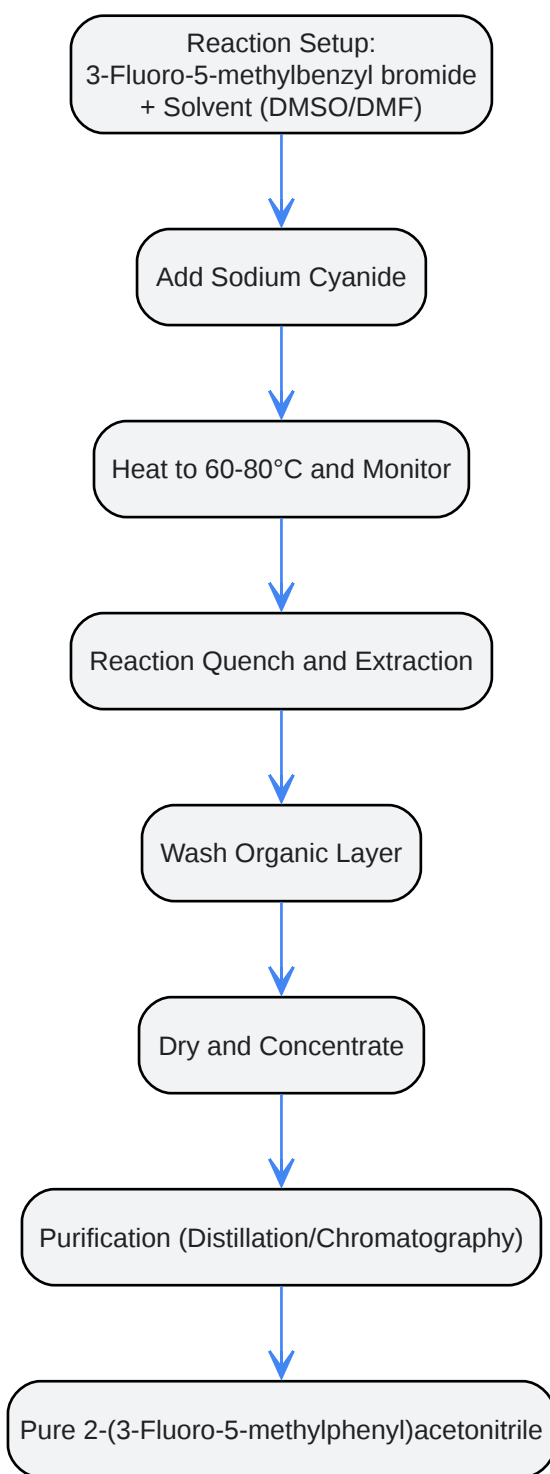 Reaction Setup:
3-Fluoro-5-methylbenzyl bromide
+ Solvent (DMSO/DMF)
Add Sodium Cyanide
Heat to 60-80°C and Monitor
Reaction Quench and Extraction
Wash Organic Layer
Dry and Concentrate
Purification (Distillation/Chromatography)
Pure 2-(3-Fluoro-5-methylphenyl)acetonitrile